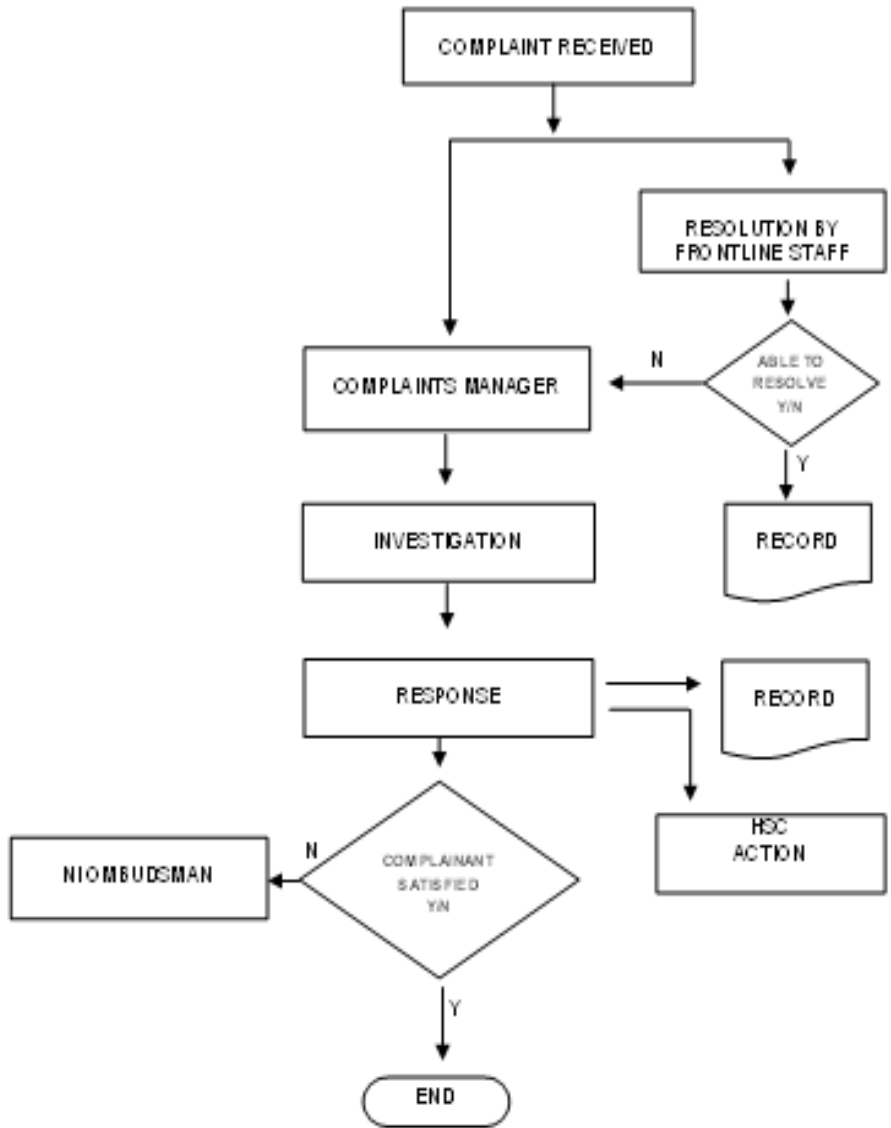 COMPLAINT RECEIVED
RESOLUTION BY
FRONTLINE STAFF
ABLE TO
RESOLVE
Y/N
N
Y
COMPLAINTS MANAGER
INVESTIGATION
RECORD
RESPONSE
RECORD
HSC
ACTION
COMPLAINANT
SATISFIED
Y/N
N
NI OMBUDSMAN
Y
END